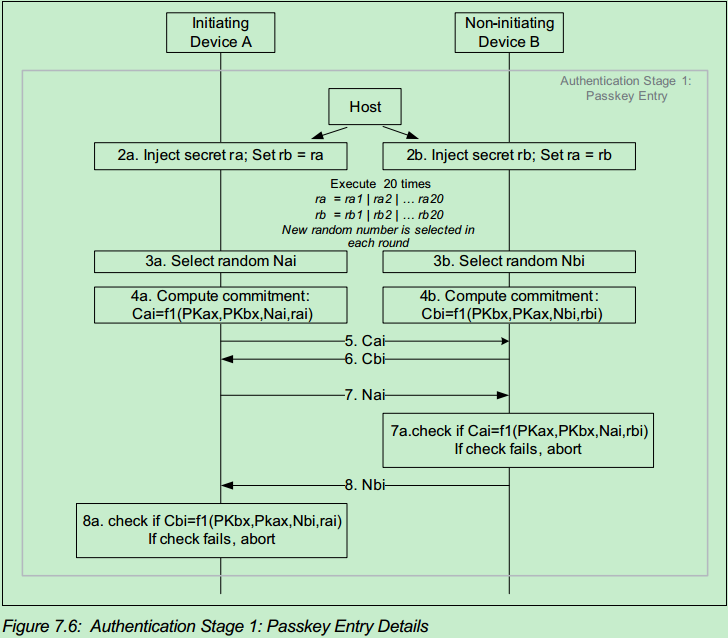 Initiating
Device A
Non-initiating
Device B
Authentication Stage 1:
Passkey Entry
Host
2a. Inject secret ra; Set rb = ra
2b. Inject secret rb; Set ra = rb
Execute 20 times
ra = ra1 | ra2 | ... ra20
rb = rb1 | rb2 | ... rb20
New random number is selected in
each round
3a. Select random Nai
3b. Select random Nbi
4a. Compute commitment:
Cai=f1(PKax,PKbx,Nai,rai)
4b. Compute commitment:
Cbi=f1(PKbx,PKax,Nbi,rbi)
5. Cai
6. Cbi
7. Nai
7a.check if Cai=f1(PKax,PKbx,Nai,rbi)
If check fails, abort
8. Nbi
8a. check if Cbi=f1(PKbx,Pkax,Nbi,rai)
If check fails, abort
Figure 7.6: Authentication Stage 1: Passkey Entry Details